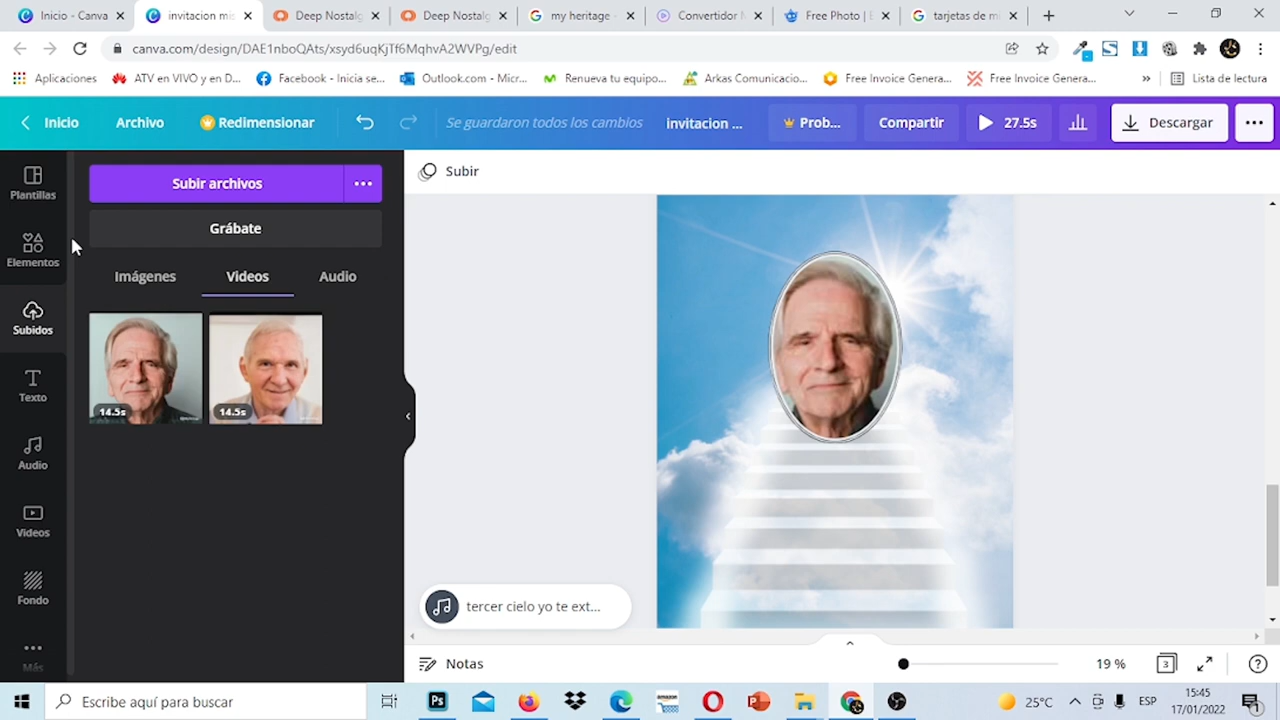 Inicio - Canva
invitacion mi
Deep Nostalg
Deep Nostalg
my heritage -
Convertidor M
Free Photo | E
tarjetas de m
canva.com/design/DAE1nboQAts/xsyd6uqKjTf6MqhvA2WVPg/edit
Aplicaciones
ATV en VIVO y en D...
Facebook - Inicia se...
Outlook.com - Micr...
Renueva tu equipo...
Arkas Comunicacio...
Free Invoice Genera...
Free Invoice Genera...
»
Lista de lectura
Inicio
Archivo
Redimensionar
Se guardaron todos los cambios
invitacion ...
Prob...
Compartir
27.5s
Descargar
Plantillas
Elementos
Subidos
Texto
Audio
Videos
Fondo
Más
Subir archivos
Grábate
Imágenes
Videos
Audio
14.5s
14.5s
Subir
tercer cielo yo te ext...
Notas
19 %
3
Escribe aquí para buscar
25°C
ESP
15:45
17/01/2022